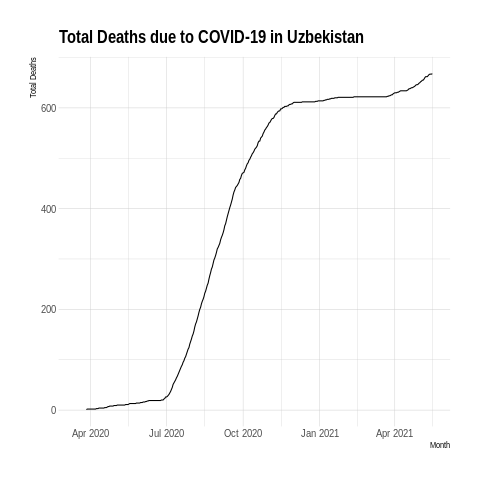 Total Deaths due to COVID-19 in Uzbekistan
Total Deaths
600
400
200
0
Apr 2020 Jul 2020 Oct 2020 Jan 2021 Apr 2021
Month